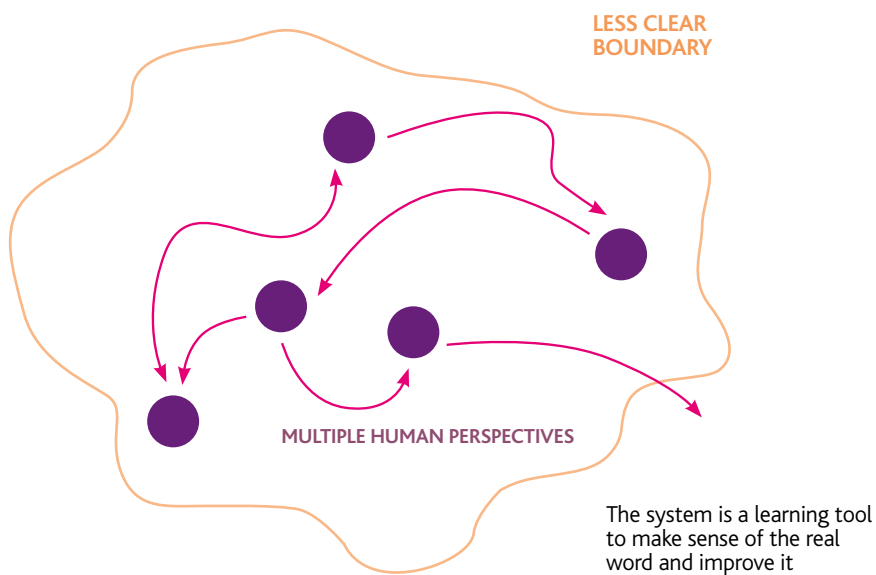 LESS CLEAR
BOUNDARY
MULTIPLE HUMAN PERSPECTIVES
The system is a learning tool
to make sense of the real
word and improve it